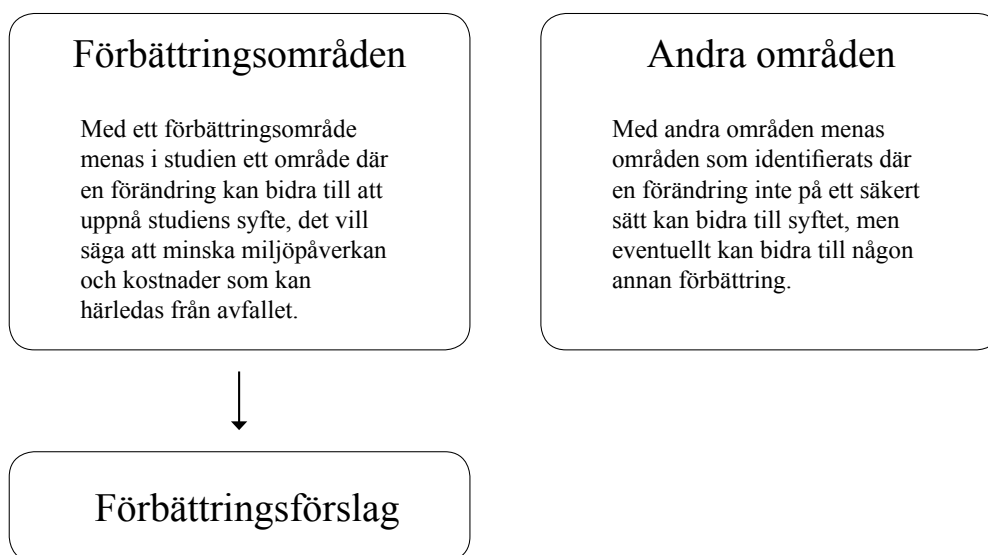 Förbättringsområden
Med ett förbättringsområde
menas i studien ett område där
en förändring kan bidra till att
uppnå studiens syfte, det vill
säga att minska miljöpåverkan
och kostnader som kan
härledas från avfallet.
Andra områden
Med andra områden menas
områden som identifierats där
en förändring inte på ett säkert
sätt kan bidra till syftet, men
eventuellt kan bidra till någon
annan förbättring.
Förbättringsförslag